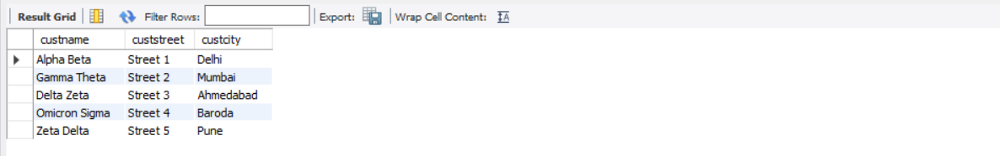 Result Grid Filter Rows: Export: Wrap Cell Content: IA
custname custstreet custcity
Alpha Beta Street 1 Delhi
Gamma Theta Street 2 Mumbai
Delta Zeta Street 3 Ahmedabad
Omicron Sigma Street 4 Baroda
Zeta Delta Street 5 Pune